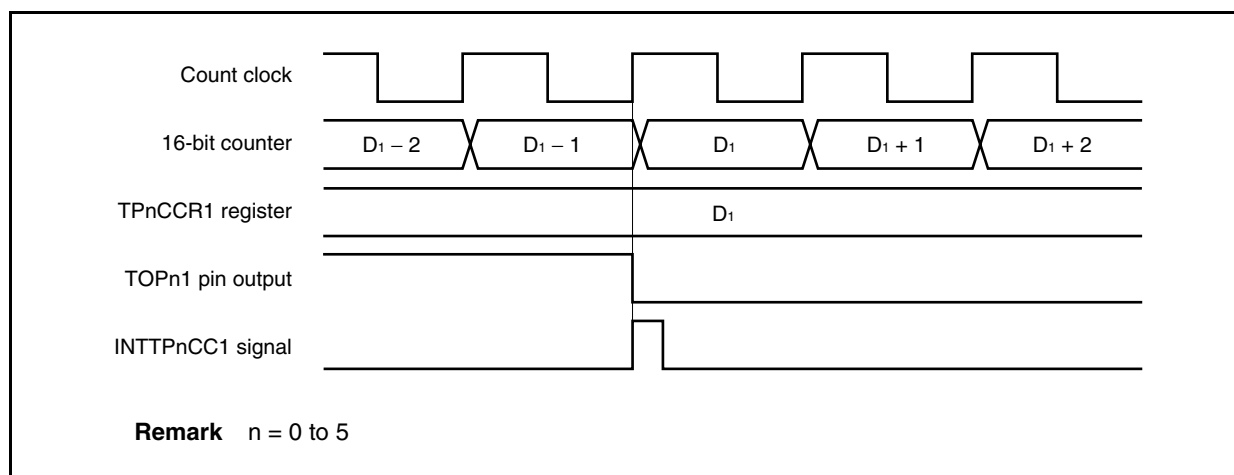 Count clock
16-bit counter D₁ − 2 D₁ − 1 D₁ D₁ + 1 D₁ + 2
TPnCCR1 register D₁
TOPn1 pin output
INTTPnCC1 signal
Remark n = 0 to 5